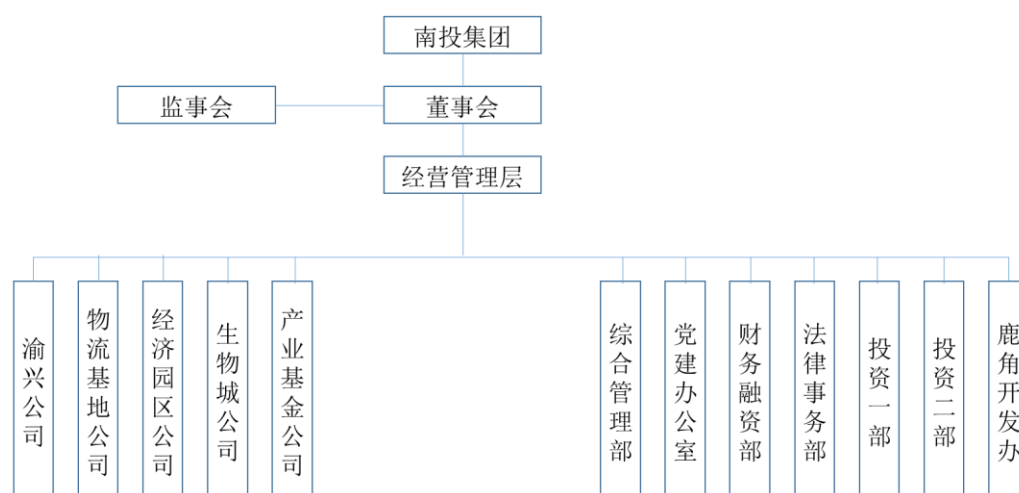 南投集团
监事会
董事会
经营管理层
渝兴公司
物流基地公司
经济园区公司
生物城公司
产业基金公司
综合管理部
党建办公室
财务融资部
法律事务部
投资一部
投资二部
鹿角开发办